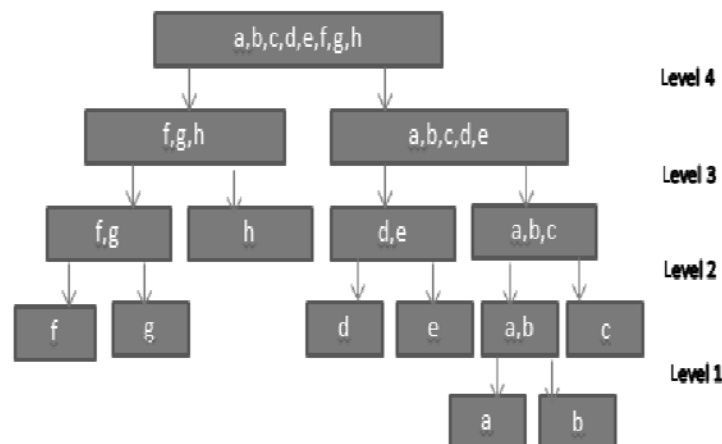 a,b,c,d,e,f,g,h
Level 4
f,g,h
a,b,c,d,e
Level 3
f,g
h
d,e
a,b,c
Level 2
f
g
d
e
a,b
c
Level 1
a
b